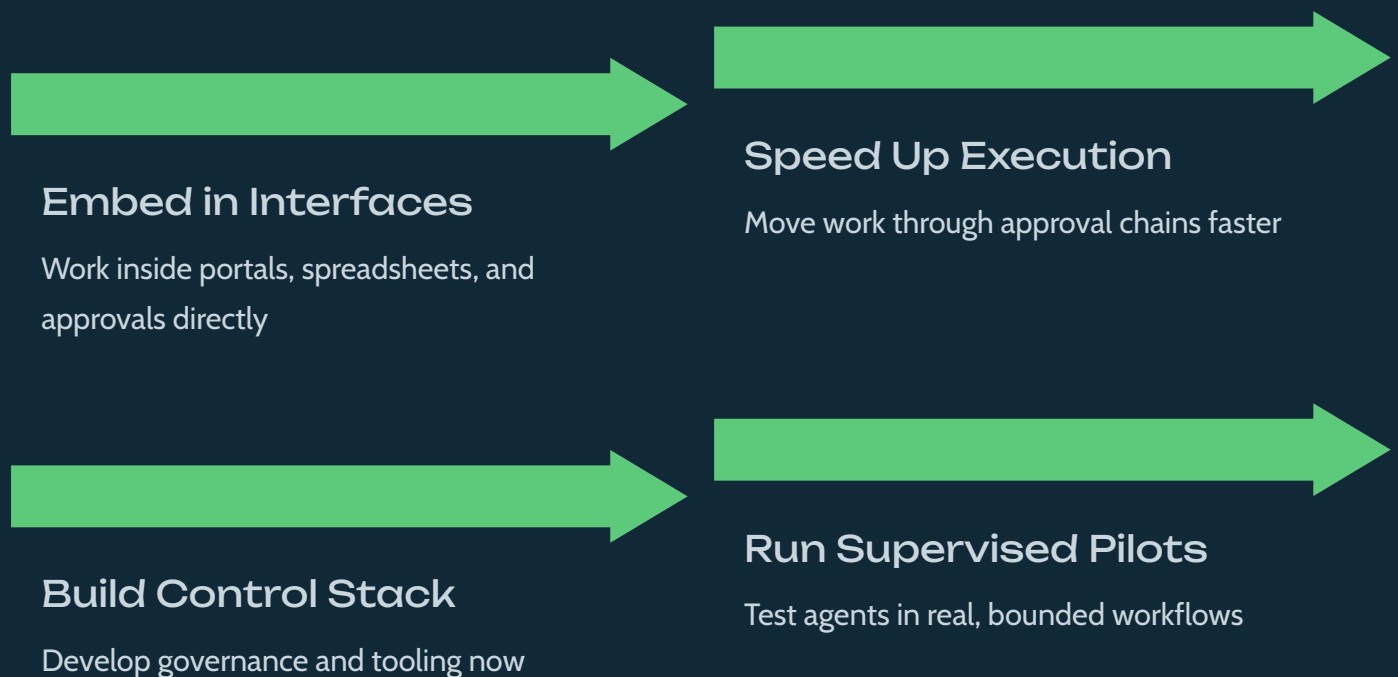 Embed in Interfaces
Work inside portals, spreadsheets, and
approvals directly
Speed Up Execution
Move work through approval chains faster
Build Control Stack
Develop governance and tooling now
Run Supervised Pilots
Test agents in real, bounded workflows